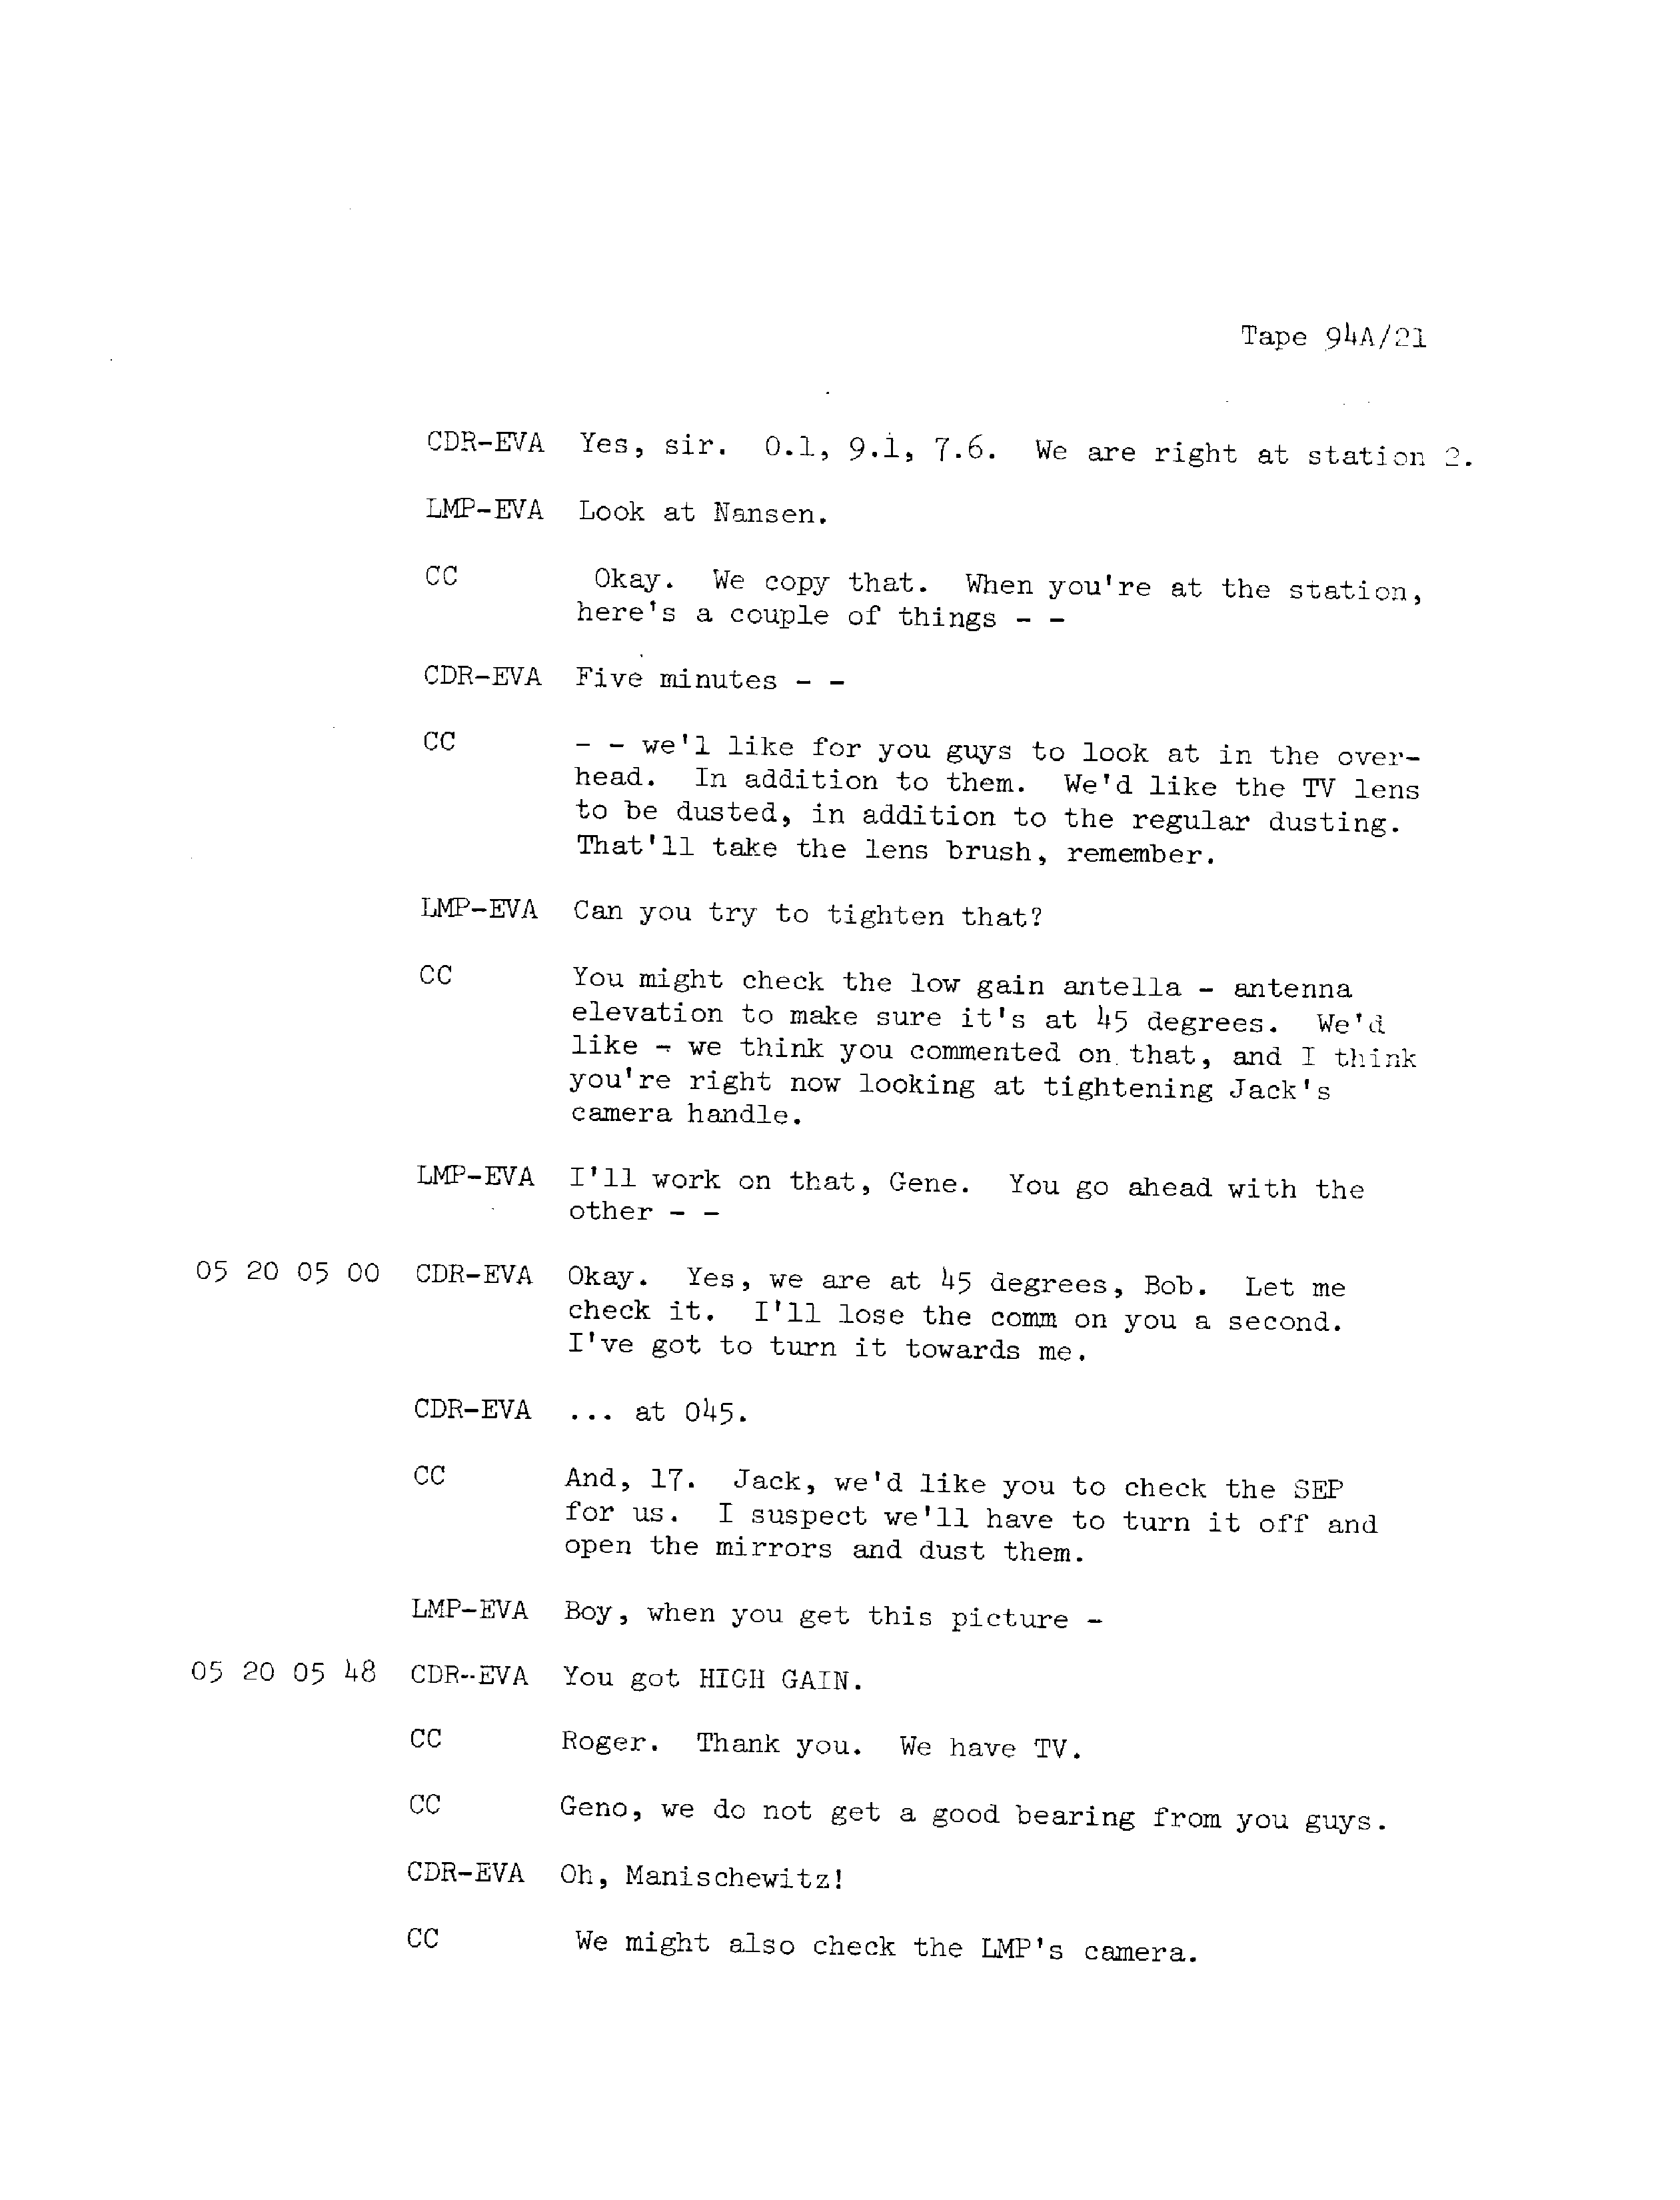 Tape 94A/21
CDR-EVA Yes, sir. 0.1, 9.1, 7.6. We are right at station 2.
LMP-EVA Look at Nansen.
CC Okay. We copy that. When you're at the station,
here's a couple of things - -
CDR-EVA Five minutes - -
CC - - we'l like for you guys to look at in the over-
head. In addition to them. We'd like the TV lens
to be dusted, in addition to the regular dusting.
That'll take the lens brush, remember.
LMP-EVA Can you try to tighten that?
CC You might check the low gain antella - antenna
elevation to make sure it's at 45 degrees. We'd
like - we think you commented on that, and I think
you're right now looking at tightening Jack's
camera handle.
LMP-EVA I'll work on that, Gene. You go ahead with the
other - -
05 20 05 00 CDR-EVA Okay. Yes, we are at 45 degrees, Bob. Let me
check it. I'll lose the comm on you a second.
I've got to turn it towards me.
CDR-EVA ... at 045.
CC And, 17. Jack, we'd like you to check the SEP
for us. I suspect we'll have to turn it off and
open the mirrors and dust them.
LMP-EVA Boy, when you get this picture -
05 20 05 48 CDR--EVA You got HIGH GAIN.
CC Roger. Thank you. We have TV.
CC Geno, we do not get a good bearing from you guys.
CDR-EVA Oh, Manischewitz!
CC We might also check the LMP's camera.